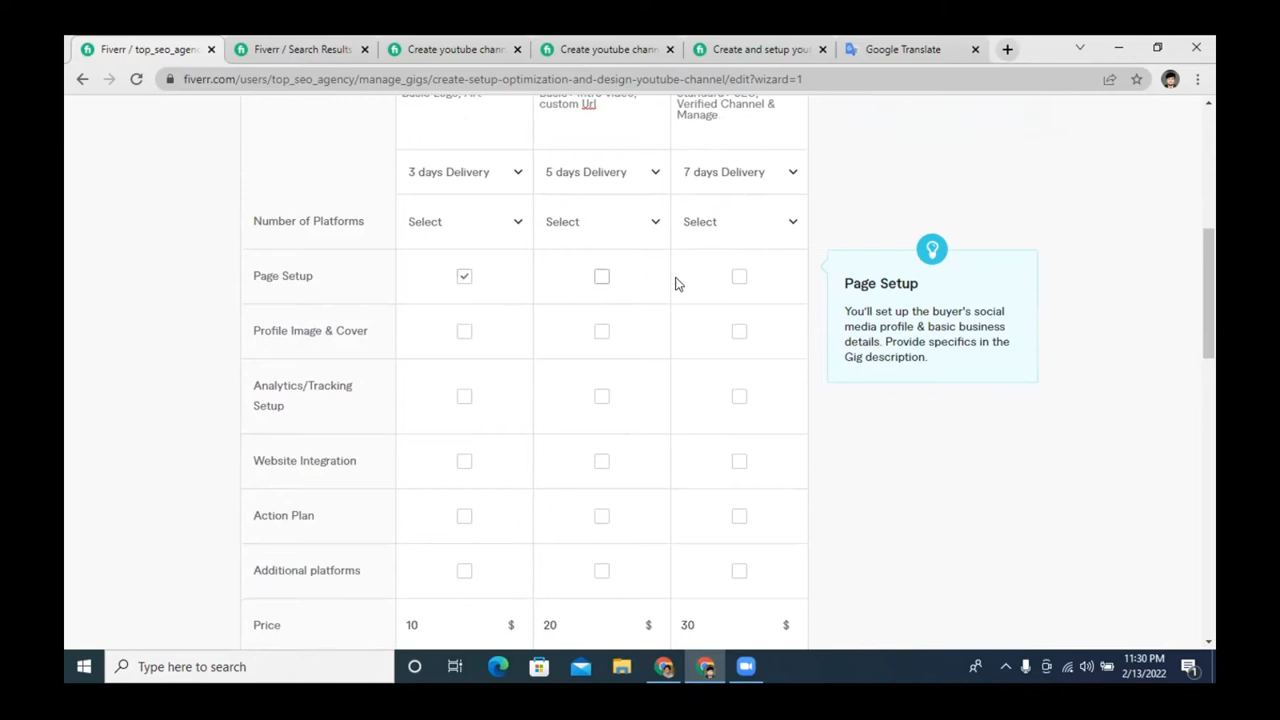 Fiverr / top_seo_agen
Fiverr / Search Results
Create youtube chann
Create youtube chann
Create and setup you
Google Translate
fiverr.com/users/top_seo_agency/manage_gigs/create-setup-optimization-and-design-youtube-channel/edit?wizard=1
custom Url
Verified Channel &
Manage
3 days Delivery
5 days Delivery
7 days Delivery
Number of Platforms
Select
Select
Select
Page Setup
Profile Image & Cover
Analytics/Tracking
Setup
Website Integration
Action Plan
Additional platforms
Price
10
$
20
$
30
$
Page Setup
You'll set up the buyer's social
media profile & basic business
details. Provide specifics in the
Gig description.
Type here to search
11:30 PM
2/13/2022
1